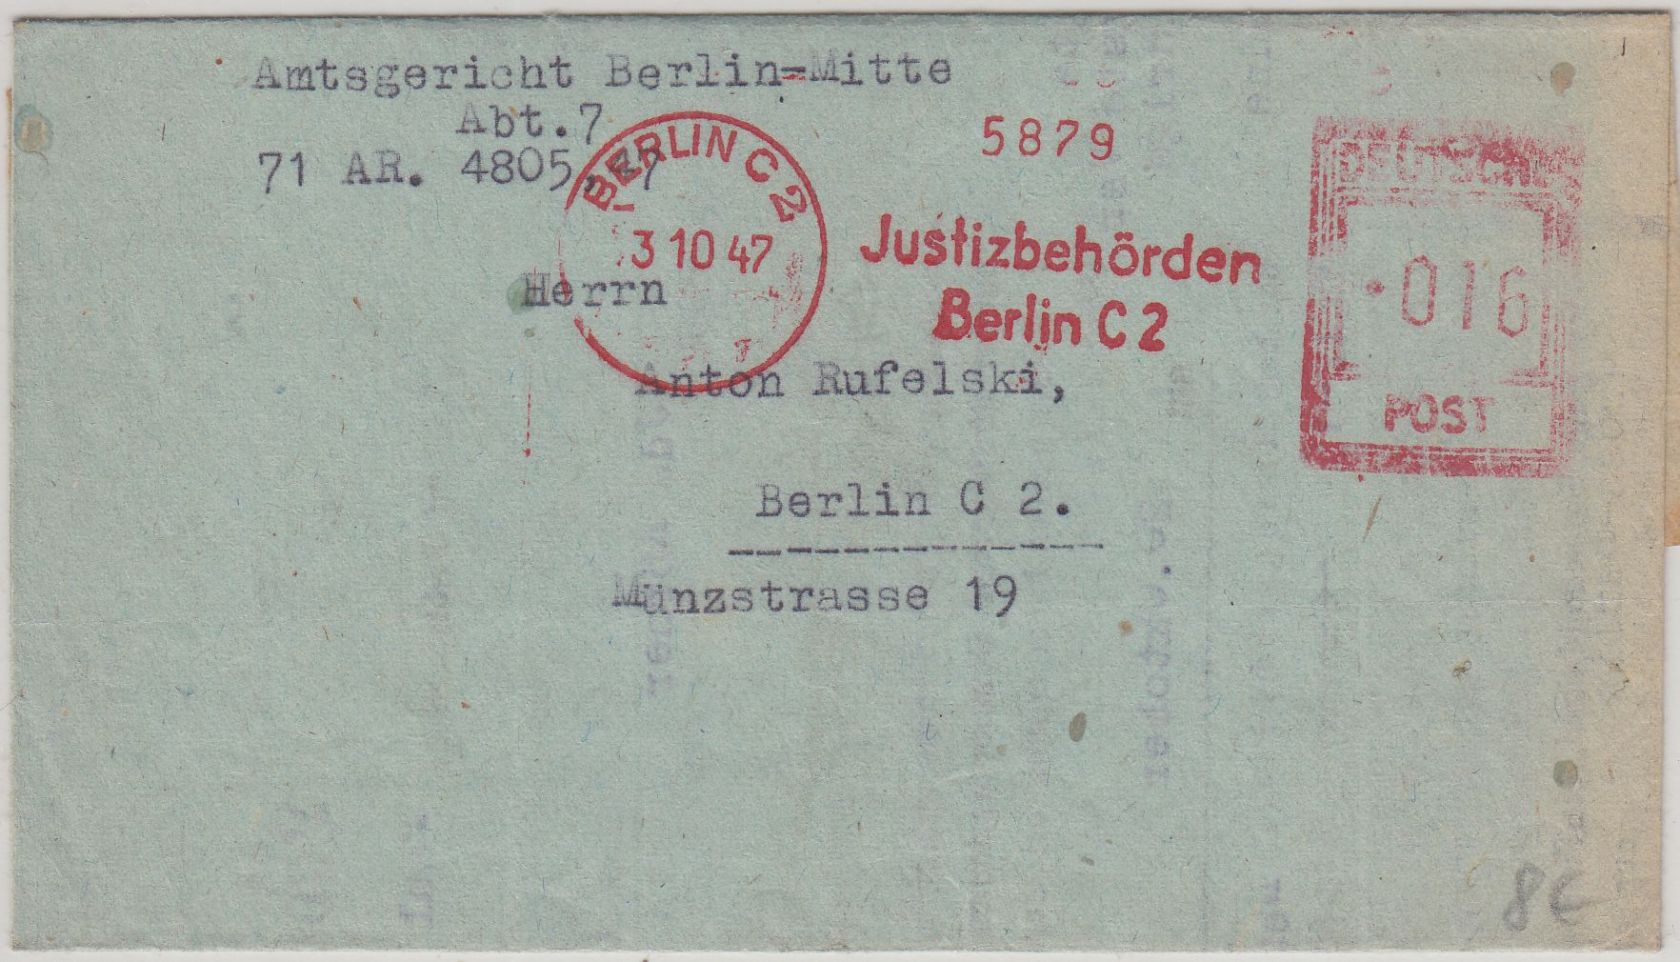 Amtsgericht Berlin-Mitte
Abt.7
71 AR. 4805.47
BERLIN C 2
3 10 47
5879
Justizbehörden
Berlin C 2
DEUTSCHE
016
POST
Herrn
Anton Rufelski,
Berlin C 2.
Münzstrasse 19
8€